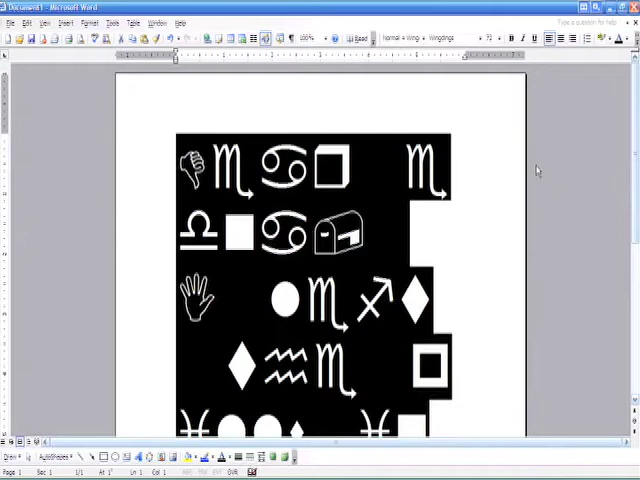 Document1 - Microsoft Word
File Edit View Insert Format Tools Table Window Help
Type a question for help
100% Read Normal + Wing Wingdings 72 B I U
👎♏♋❒ ♏
♎■♋📪
✋ ●♏♐⧫
⧫♒♏ ◻
♓●●⬧ ♓■
Draw AutoShapes
Page 1 Sec 1 1/1 At 1" Ln 1 Col 1 REC TRK EXT OVR